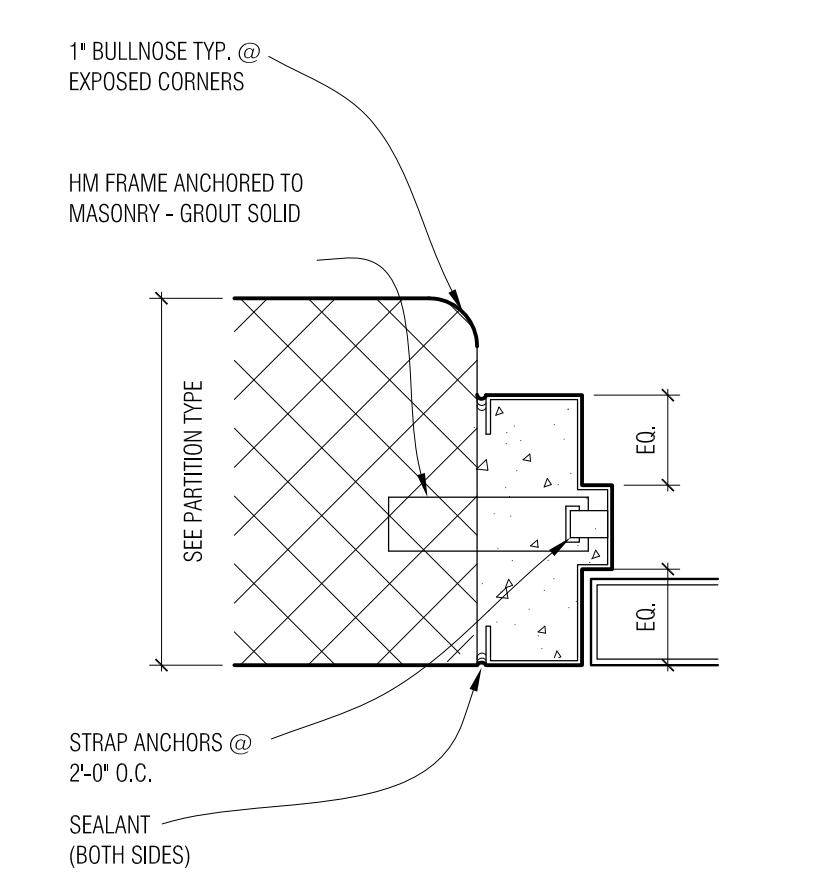 1" BULLNOSE TYP. @
EXPOSED CORNERS
HM FRAME ANCHORED TO
MASONRY - GROUT SOLID
SEE PARTITION TYPE
EQ.
EQ.
STRAP ANCHORS @
2'-0" O.C.
SEALANT
(BOTH SIDES)